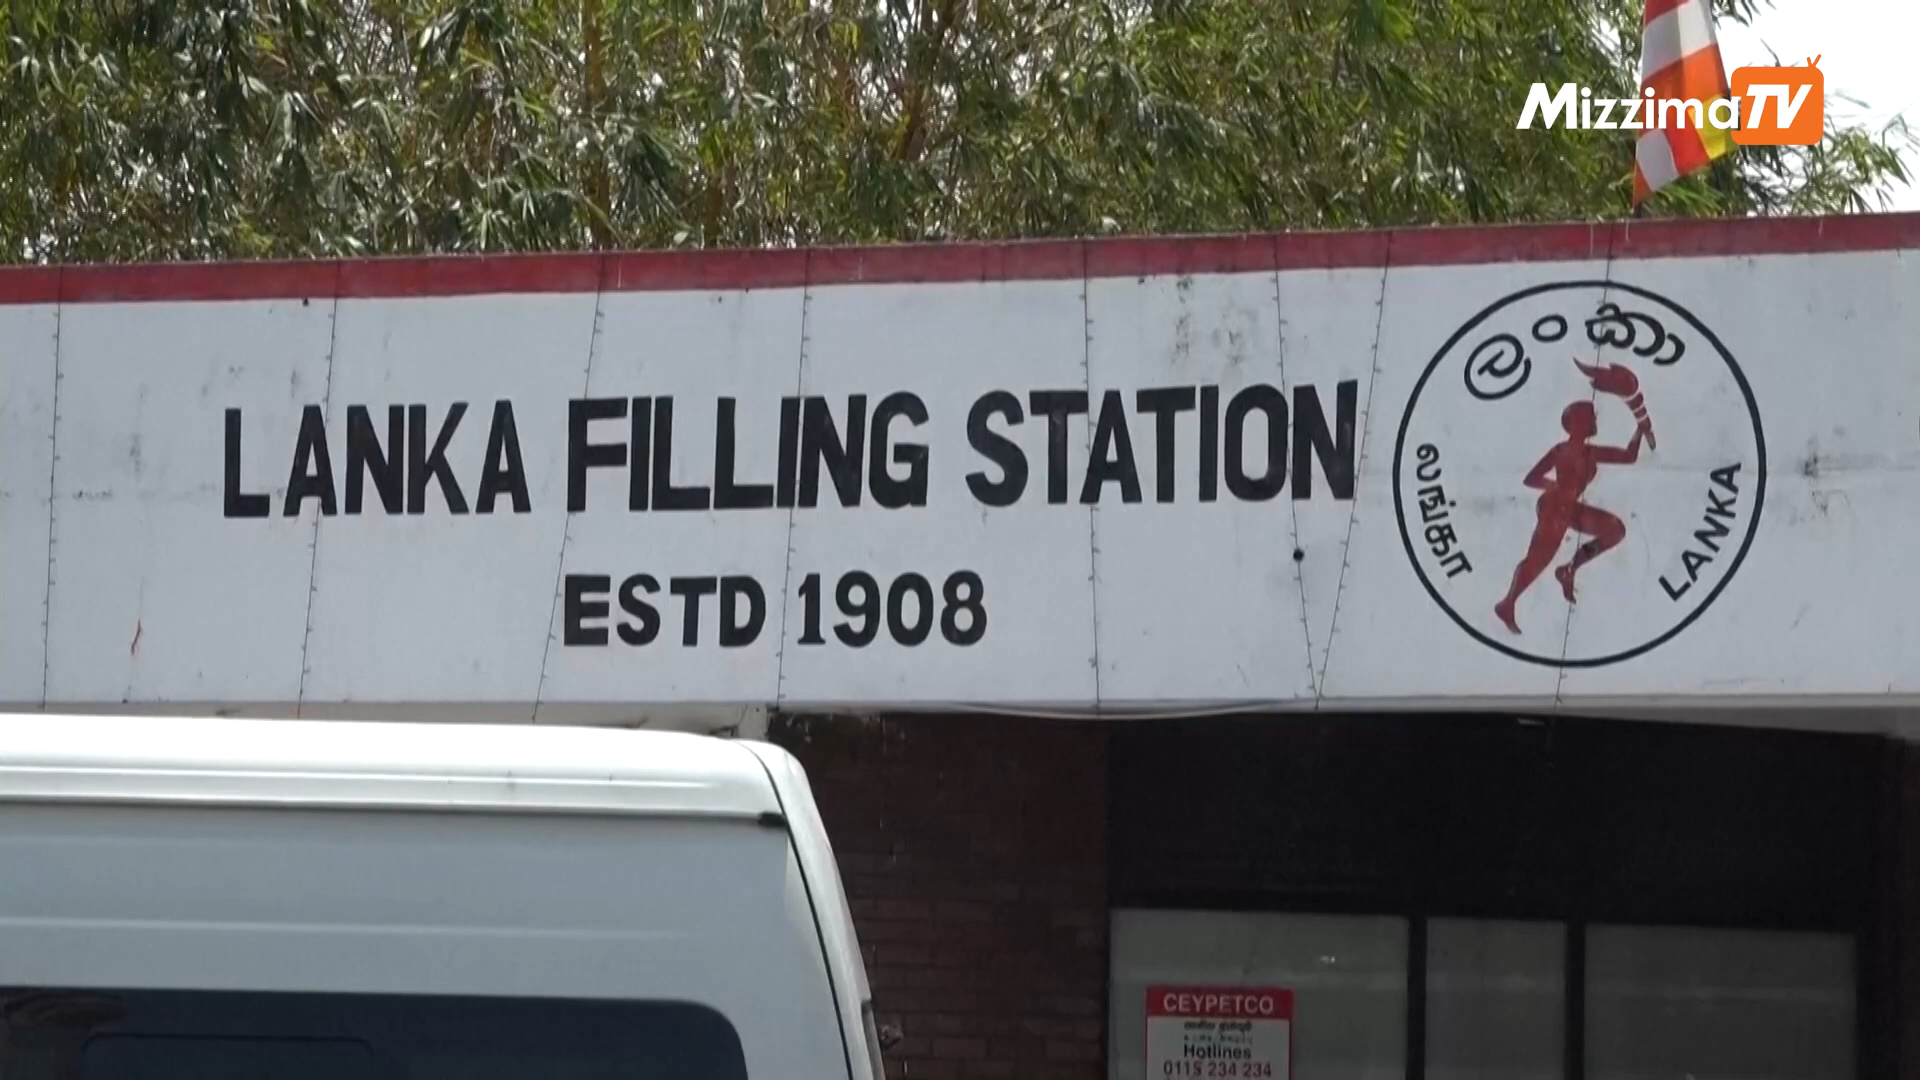 MizzimaTV
LANKA FILLING STATION
ESTD 1908
ලංකා
லங்கா
LANKA
CEYPETCO
Hotlines
0115 234 234